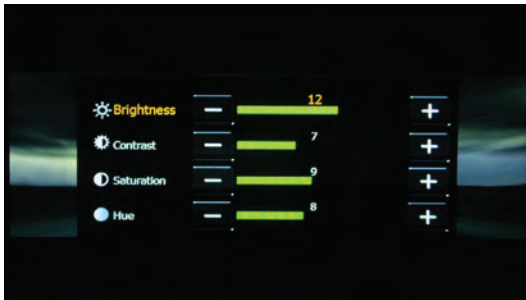 Brightness − 12 +
Contrast − 7 +
Saturation − 9 +
Hue − 8 +